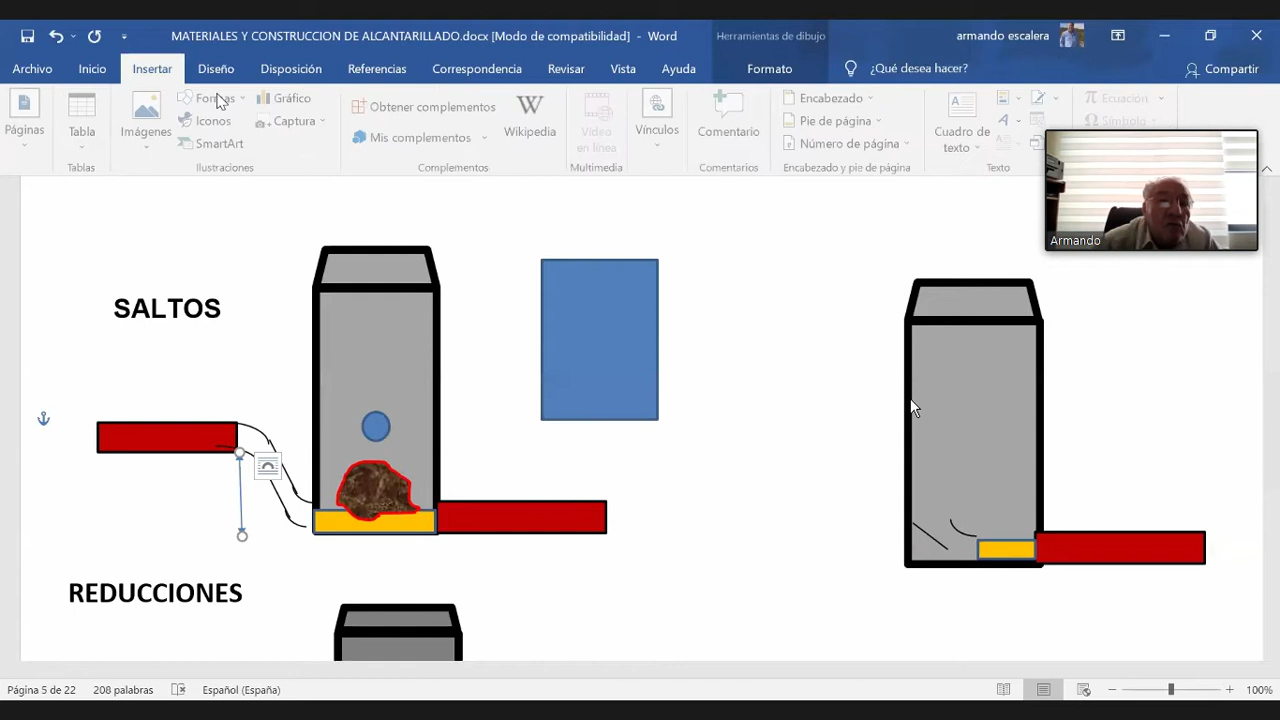 MATERIALES Y CONSTRUCCION DE ALCANTARILLADO.docx [Modo de compatibilidad] - Word
Herramientas de dibujo
armando escalera
Archivo Inicio Insertar Diseño Disposición Referencias Correspondencia Revisar Vista Ayuda Formato ¿Qué desea hacer? Compartir
Páginas
Tabla
Tablas
Imágenes
Formas
Iconos
SmartArt
Gráfico
Captura
Ilustraciones
Obtener complementos
Mis complementos
Wikipedia
Complementos
Vídeo
en línea
Multimedia
Vínculos
Comentario
Comentarios
Encabezado
Pie de página
Número de página
Encabezado y pie de página
Cuadro de
texto
Texto
Ecuación
Símbolo
Armando
SALTOS
REDUCCIONES
Página 5 de 22 208 palabras Español (España) 100%